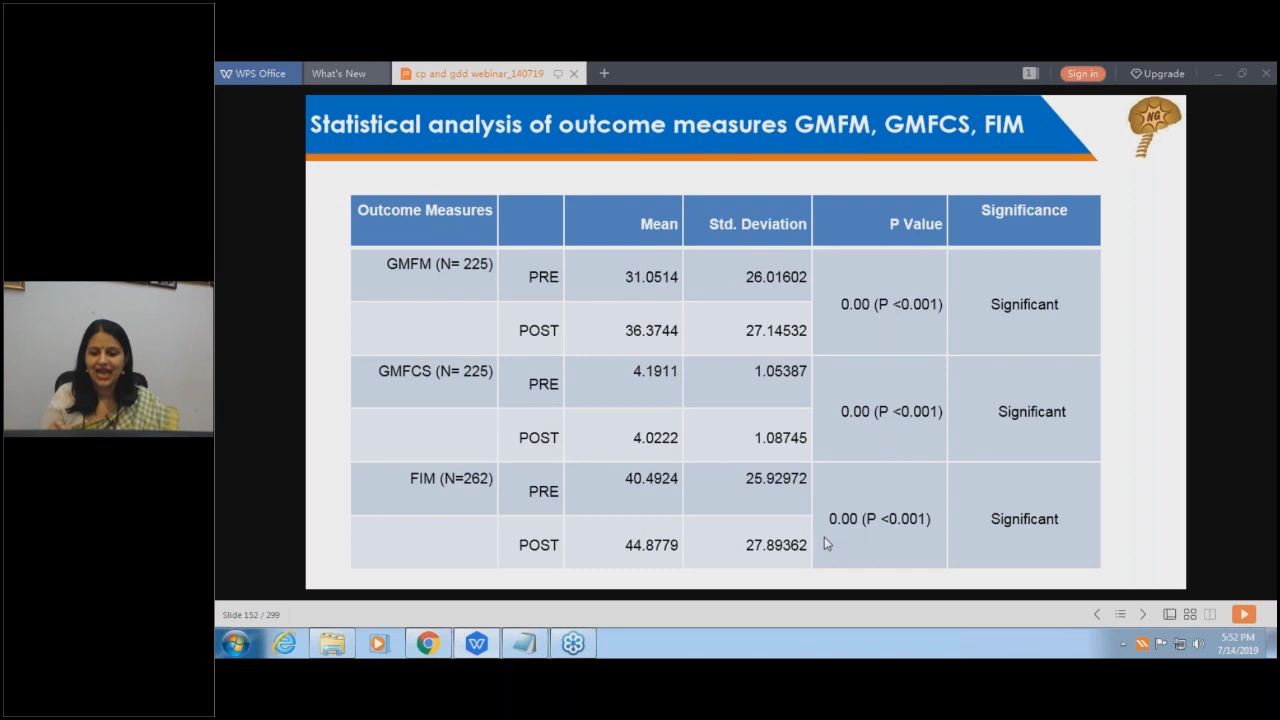 WPS Office
What's New
cp and gdd webinar_140719
1
Sign in
Upgrade
Statistical analysis of outcome measures GMFM, GMFCS, FIM
NG
Outcome Measures Mean Std. Deviation P Value Significance
GMFM (N= 225) PRE 31.0514 26.01602 0.00 (P <0.001) Significant
POST 36.3744 27.14532
GMFCS (N= 225) PRE 4.1911 1.05387 0.00 (P <0.001) Significant
POST 4.0222 1.08745
FIM (N=262) PRE 40.4924 25.92972 0.00 (P <0.001) Significant
POST 44.8779 27.89362
Slide 152 / 299
5:52 PM
7/14/2019